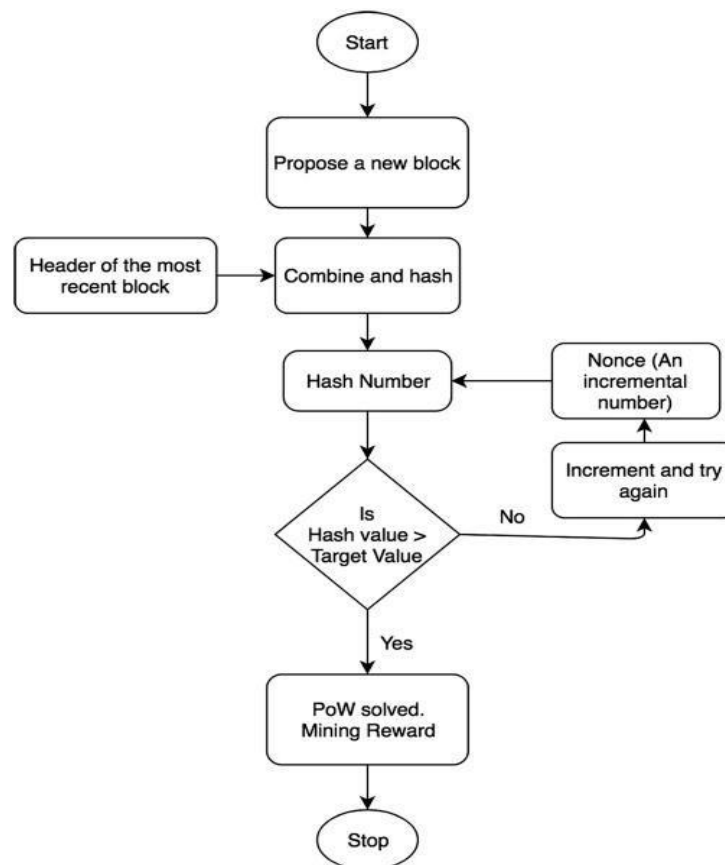 Start
Propose a new block
Header of the most
recent block
Combine and hash
Hash Number
Nonce (An
incremental
number)
Increment and try
again
Is
Hash value >
Target Value
No
Yes
PoW solved.
Mining Reward
Stop